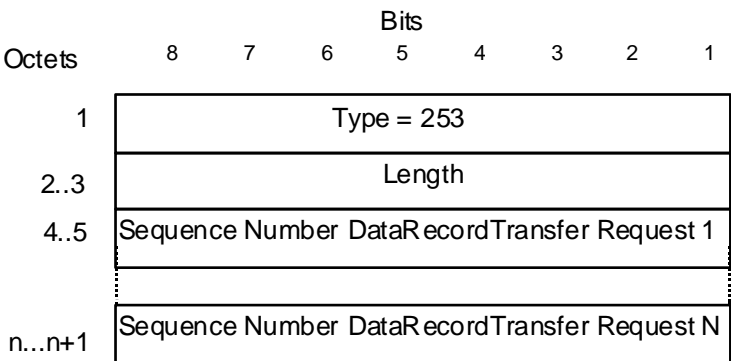 Bits
Octets 8 7 6 5 4 3 2 1
1 Type = 253
2..3 Length
4..5 Sequence Number DataRecordTransfer Request 1
n...n+1 Sequence Number DataRecordTransfer Request N